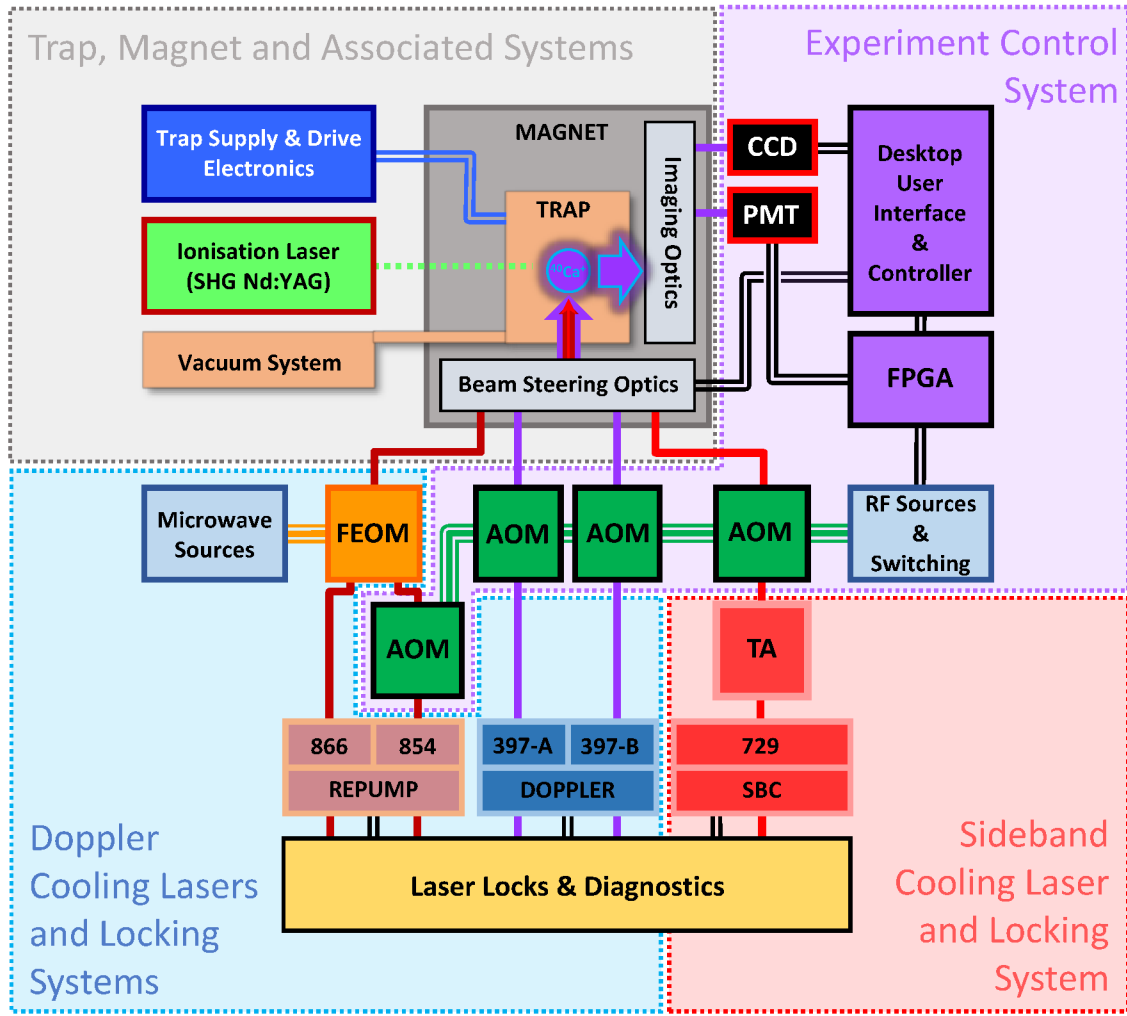 Trap, Magnet and Associated Systems
Experiment Control
System
Trap Supply & Drive
Electronics
MAGNET
Imaging Optics
CCD
Desktop
User
Interface
&
Controller
PMT
TRAP
Ionisation Laser
(SHG Nd:YAG)
⁴⁰Ca⁺
Vacuum System
Beam Steering Optics
FPGA
Microwave
Sources
FEOM
AOM
AOM
AOM
RF Sources
&
Switching
AOM
TA
866
854
397-A
397-B
729
REPUMP
DOPPLER
SBC
Doppler
Cooling Lasers
and Locking
Systems
Laser Locks & Diagnostics
Sideband
Cooling Laser
and Locking
System